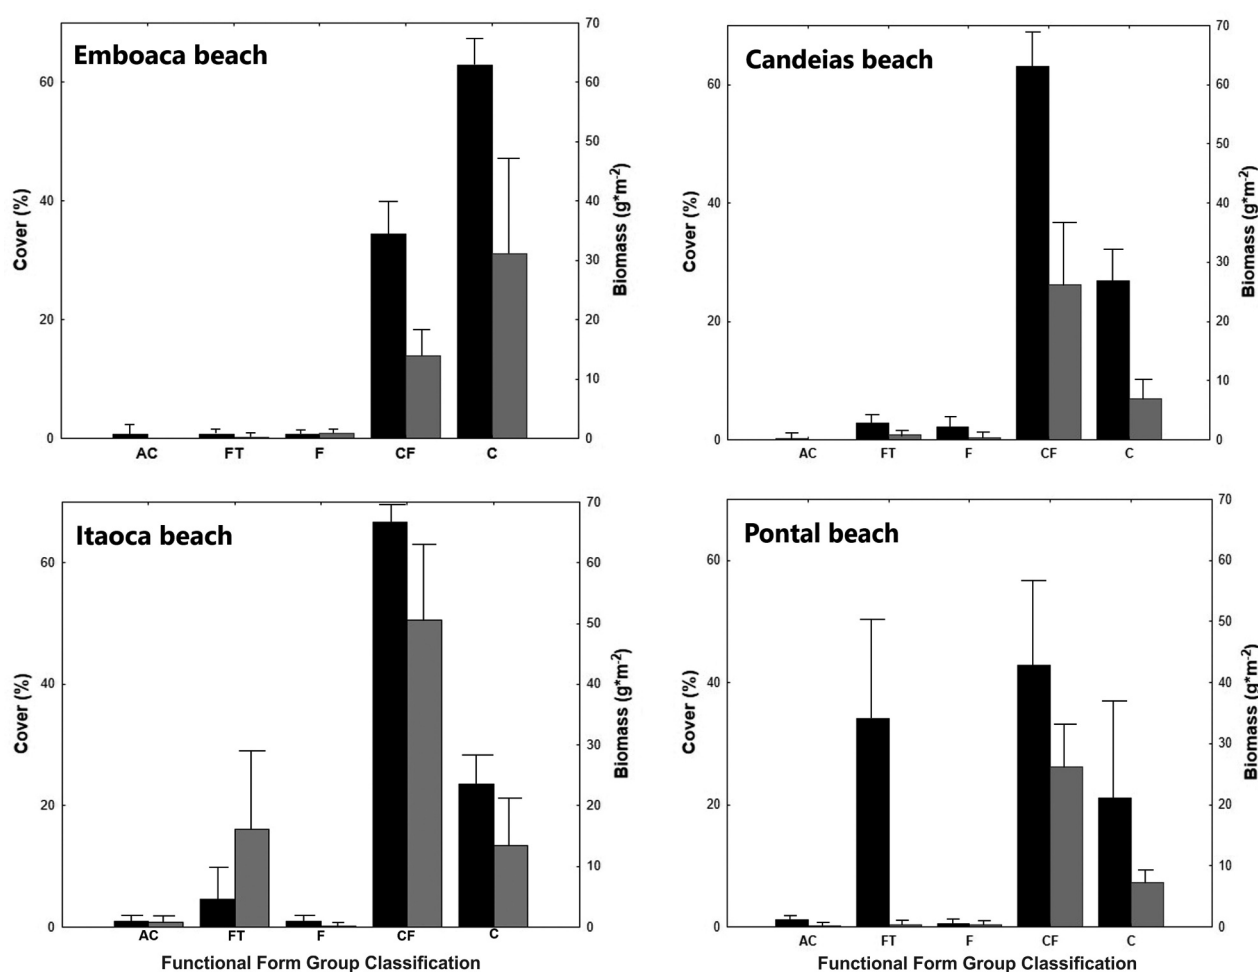 Emboaca beach
Cover (%)
60
40
20
0
70
60
50
40
30
20
10
0
Biomass (g*m-2)
AC FT F CF C
Candeias beach
Cover (%)
60
40
20
0
70
60
50
40
30
20
10
0
Biomass (g*m-2)
AC FT F CF C
Itaoca beach
Cover (%)
60
40
20
0
70
60
50
40
30
20
10
0
Biomass (g*m-2)
AC FT F CF C
Functional Form Group Classification
Pontal beach
Cover (%)
60
40
20
0
70
60
50
40
30
20
10
0
Biomass (g*m-2)
AC FT F CF C
Functional Form Group Classification